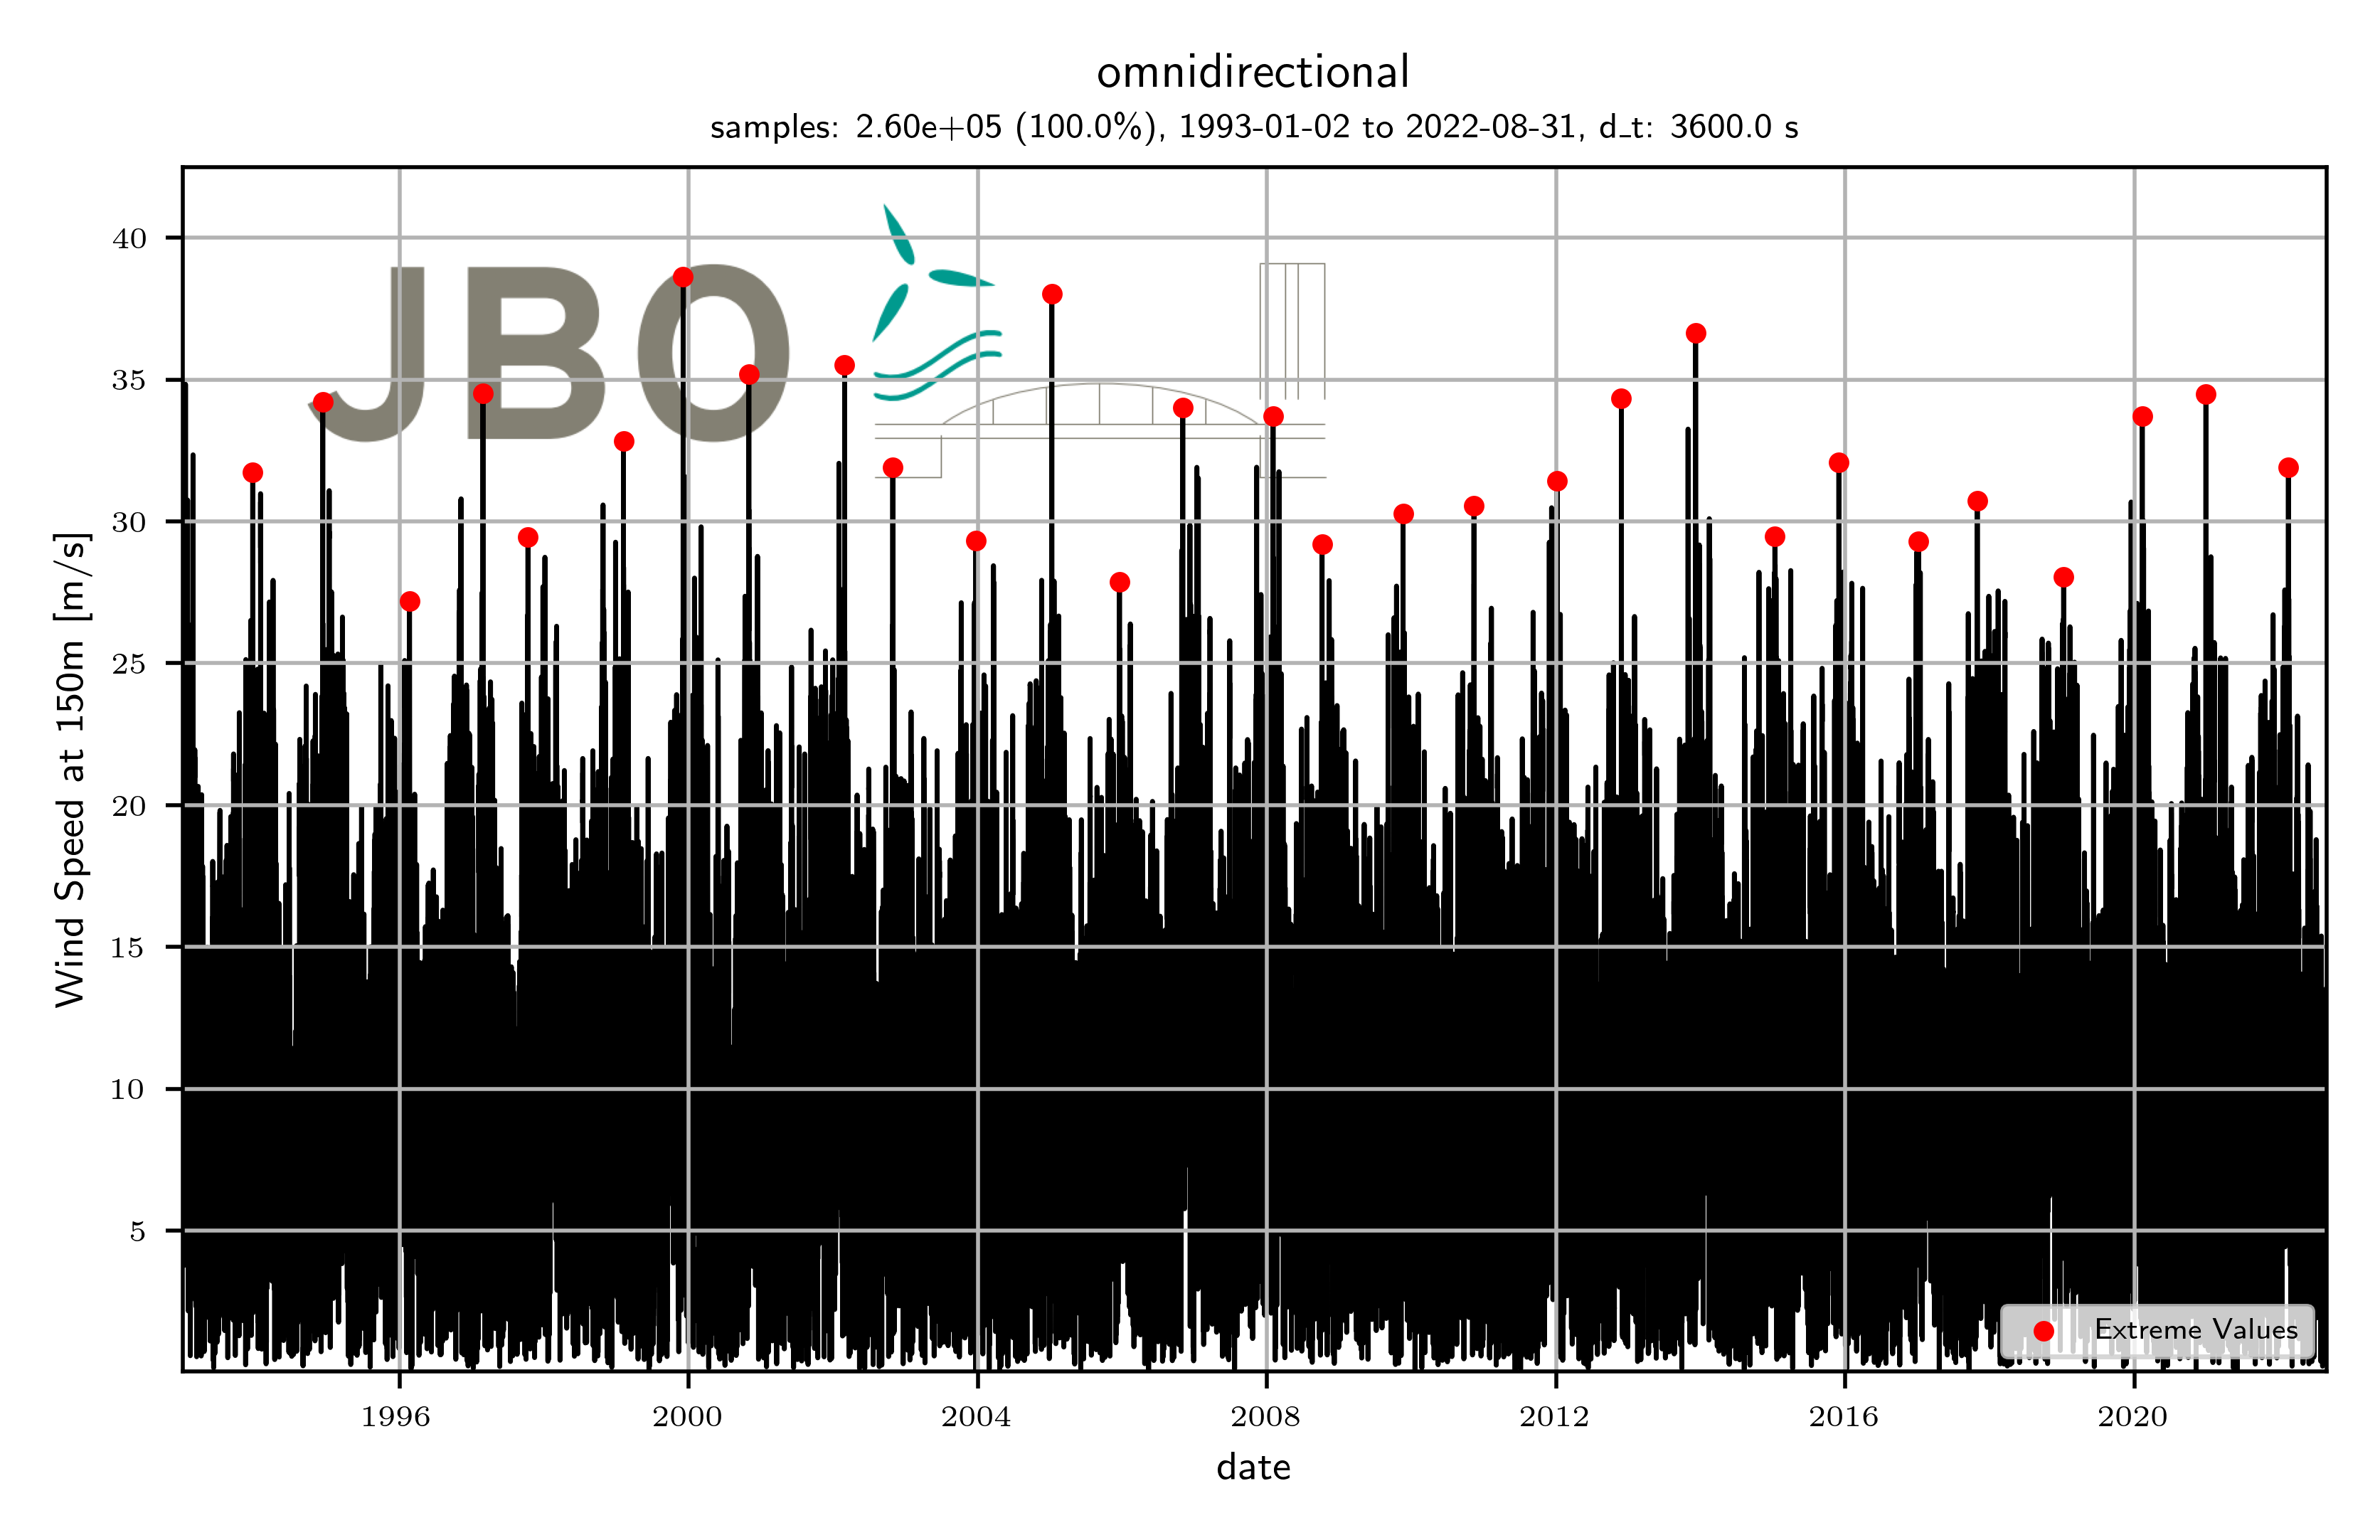 omnidirectional
samples: 2.60e+05 (100.0%), 1993-01-02 to 2022-08-31, d_t: 3600.0 s
JBO
Wind Speed at 150m [m/s]
40
35
30
25
20
15
10
5
Extreme Values
1996 2000 2004 2008 2012 2016 2020
date